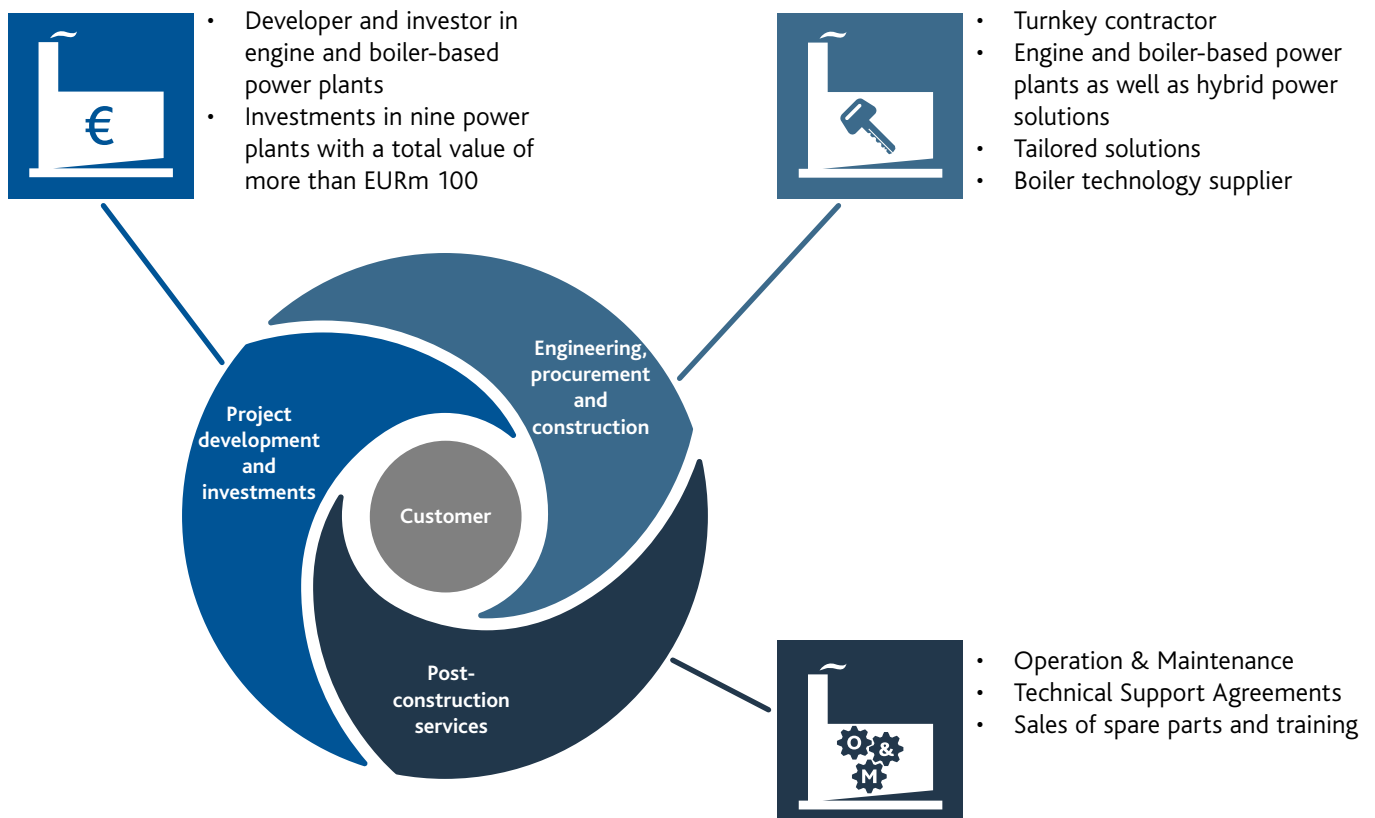 €
• Developer and investor in
engine and boiler-based
power plants
• Investments in nine power
plants with a total value of
more than EURm 100
• Turnkey contractor
• Engine and boiler-based power
plants as well as hybrid power
solutions
• Tailored solutions
• Boiler technology supplier
Engineering,
procurement
and
construction
Project
development
and
investments
Customer
Post-
construction
services
O &
M
• Operation & Maintenance
• Technical Support Agreements
• Sales of spare parts and training